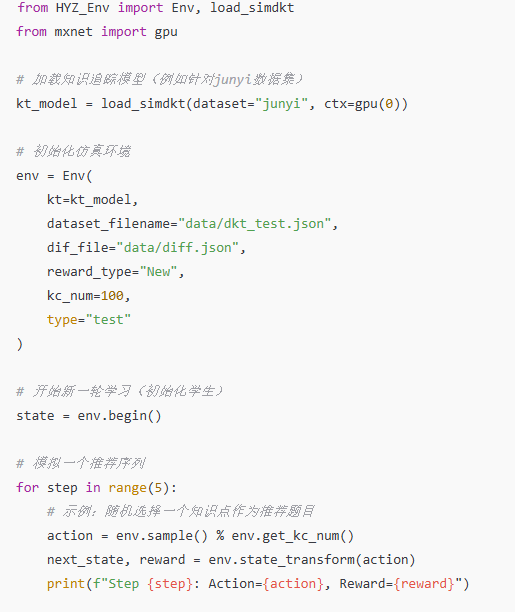 from HYZ_Env import Env, load_simdkt
from mxnet import gpu
# 加载知识追踪模型（例如针对junyi数据集）
kt_model = load_simdkt(dataset="junyi", ctx=gpu(0))
# 初始化仿真环境
env = Env(
    kt=kt_model,
    dataset_filename="data/dkt_test.json",
    dif_file="data/diff.json",
    reward_type="New",
    kc_num=100,
    type="test"
)
# 开始新一轮学习（初始化学生）
state = env.begin()
# 模拟一个推荐序列
for step in range(5):
    # 示例：随机选择一个知识点作为推荐题目
    action = env.sample() % env.get_kc_num()
    next_state, reward = env.state_transform(action)
    print(f"Step {step}: Action={action}, Reward={reward}")